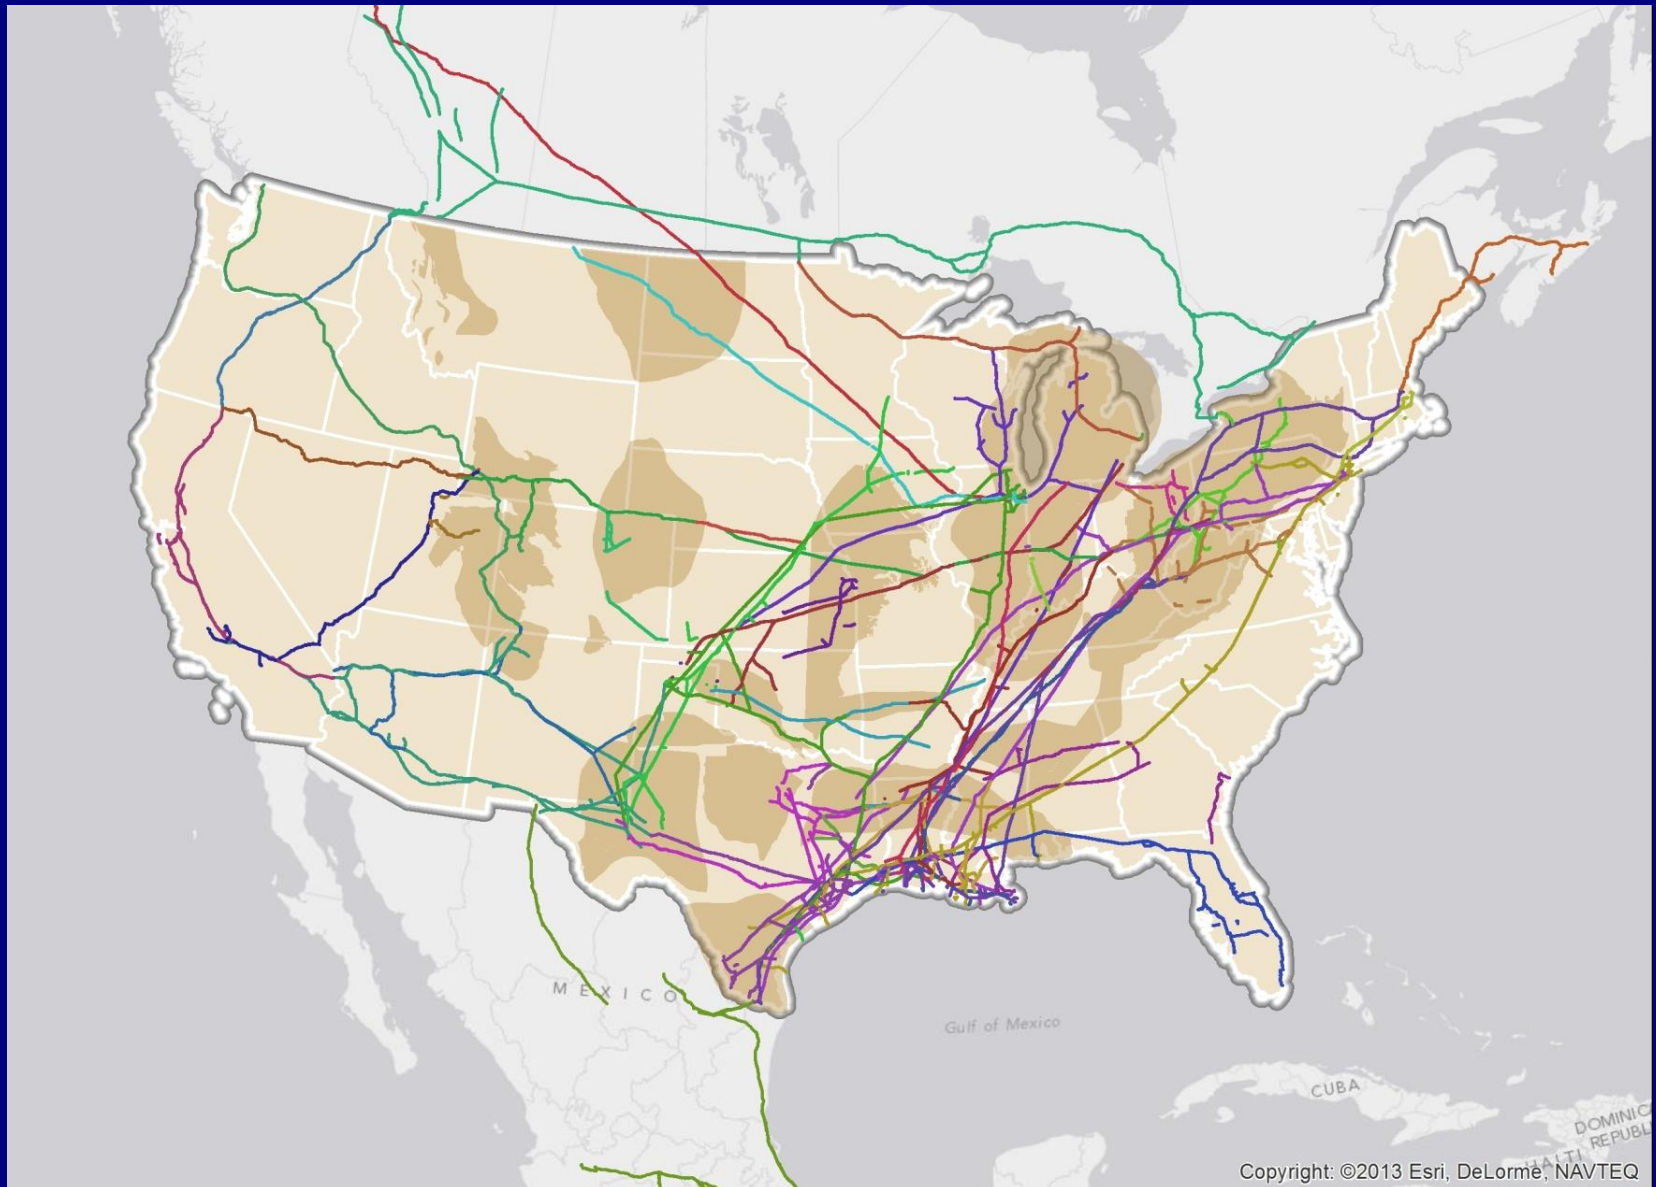 MEXICO
Gulf of Mexico
CUBA
DOMINIC
REPUBL
HAITI
Copyright: ©2013 Esri, DeLorme, NAVTEQ